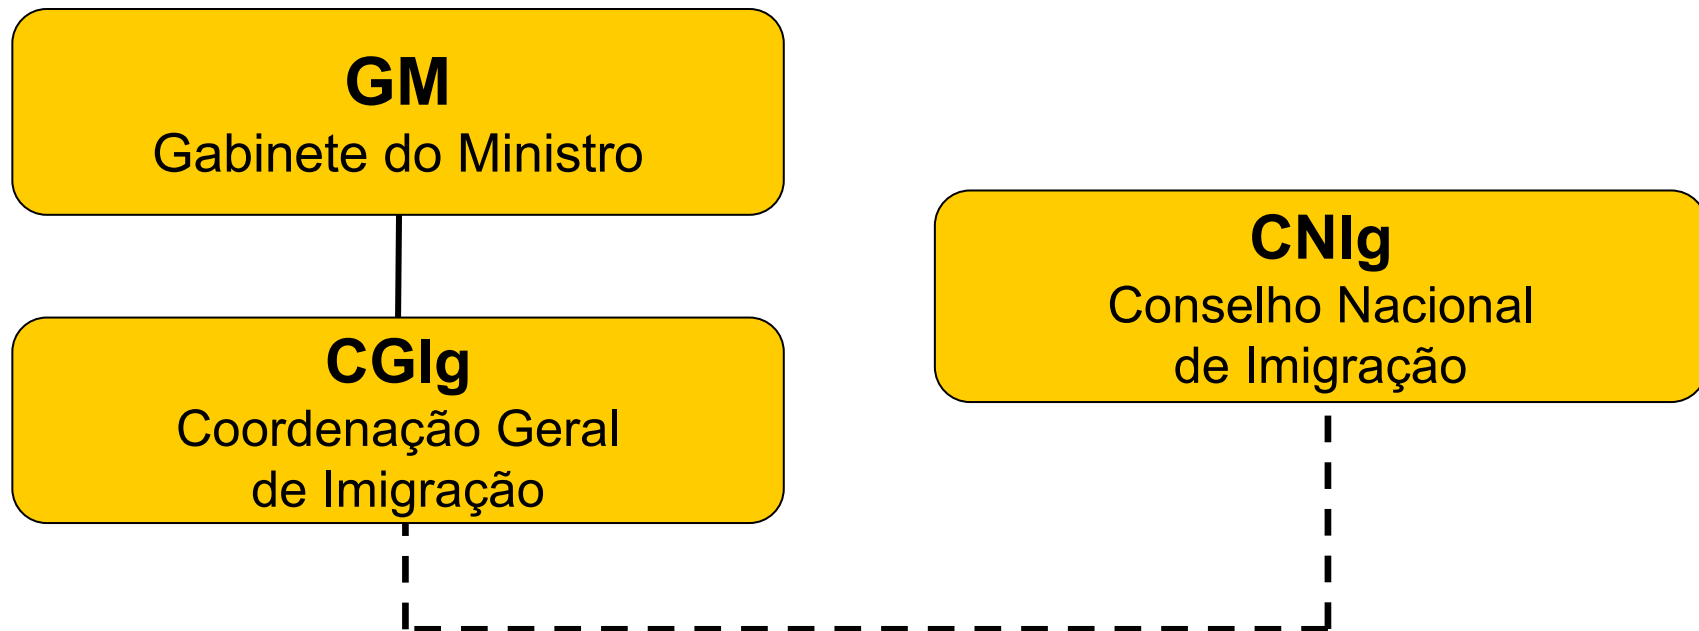 GM
Gabinete do Ministro
CGIg
Coordenação Geral
de Imigração
CNIg
Conselho Nacional
de Imigração